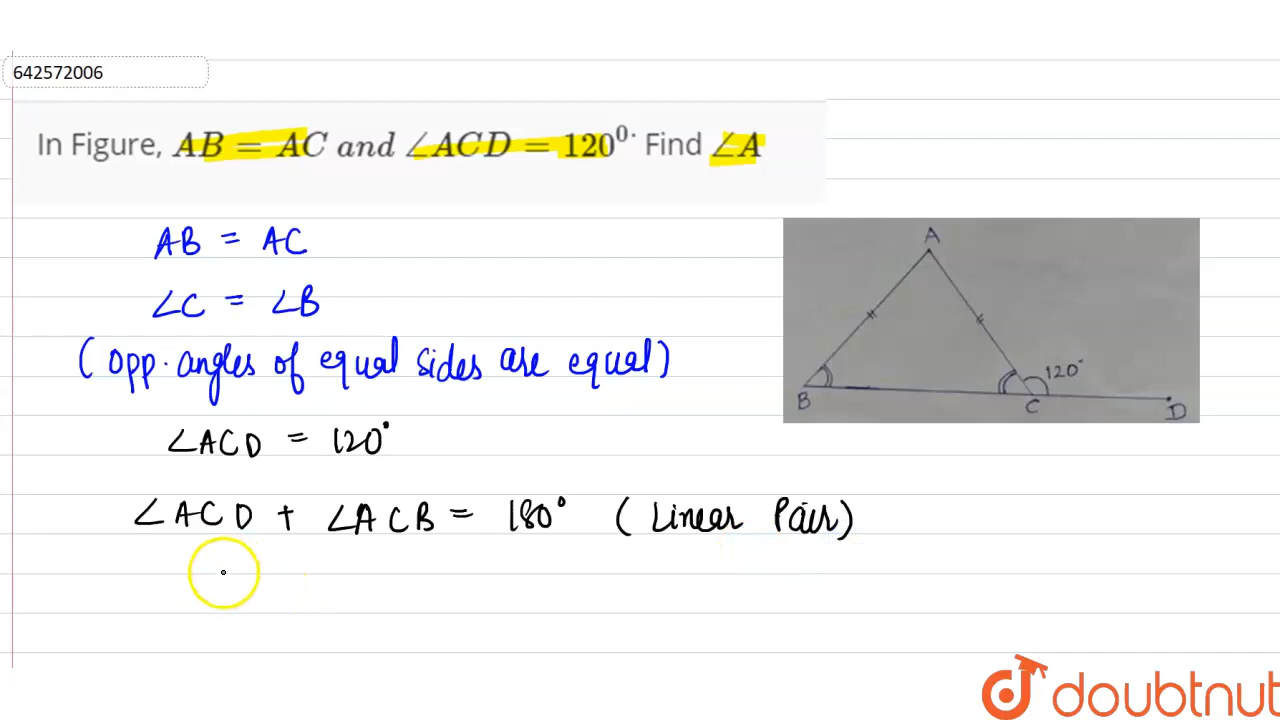 642572006
In Figure, AB = AC and ∠ACD = 120⁰· Find ∠A
AB = AC
∠C = ∠B
(opp. angles of equal sides are equal)
∠ACD = 120°
∠ACD + ∠ACB = 180° (Linear Pair)
A
120°
B
C
D
doubtnut